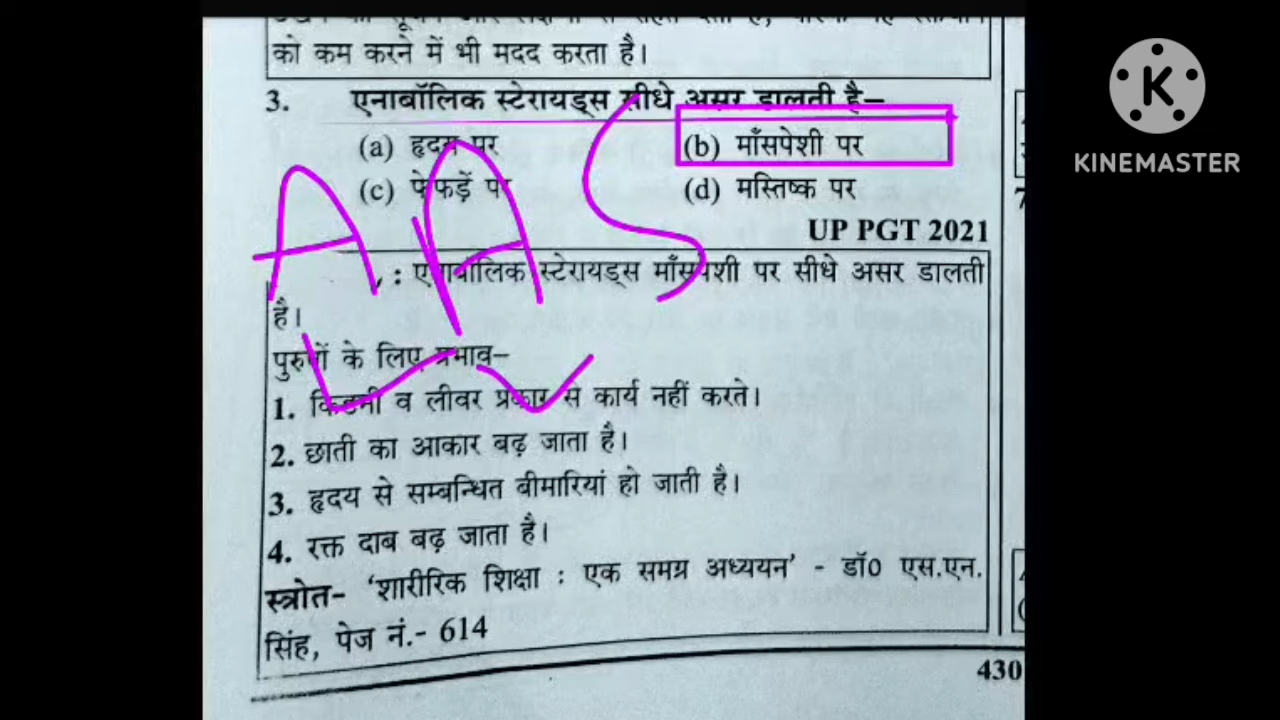 को कम करने में भी मदद करता है।
3. एनाबॉलिक स्टेरायड्स सीधे असर डालती है–
(a) हृदय पर (b) माँसपेशी पर
(c) फेफड़ें पर (d) मस्तिष्क पर
UP PGT 2021
AAS
: एनाबोलिक स्टेरायड्स माँसपेशी पर सीधे असर डालती
है।
पुरुषों के लिए प्रभाव–
1. किडनी व लीवर प्रकार से कार्य नहीं करते।
2. छाती का आकार बढ़ जाता है।
3. हृदय से सम्बन्धित बीमारियां हो जाती है।
4. रक्त दाब बढ़ जाता है।
स्त्रोत– 'शारीरिक शिक्षा : एक समग्र अध्ययन' - डॉ0 एस.एन.
सिंह, पेज नं.- 614
430
K
KINEMASTER